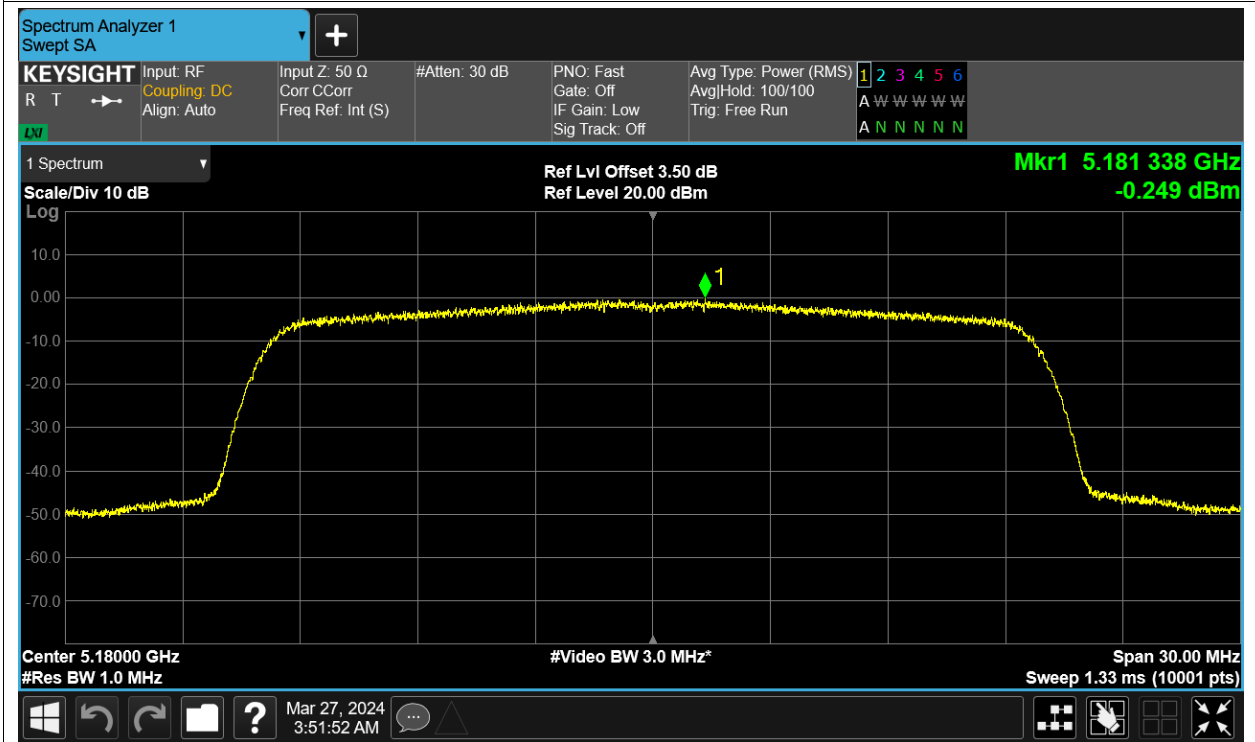 Spectrum Analyzer 1
Swept SA
+
KEYSIGHT
R T
LXI
Input: RF
Coupling: DC
Align: Auto
Input Z: 50 Ω
Corr CCorr
Freq Ref: Int (S)
#Atten: 30 dB
PNO: Fast
Gate: Off
IF Gain: Low
Sig Track: Off
Avg Type: Power (RMS)
Avg|Hold: 100/100
Trig: Free Run
1 2 3 4 5 6
A W W W W W
A N N N N N
1 Spectrum
Scale/Div 10 dB
Log
Ref Lvl Offset 3.50 dB
Ref Level 20.00 dBm
Mkr1 5.181 338 GHz
-0.249 dBm
1
10.0
0.00
-10.0
-20.0
-30.0
-40.0
-50.0
-60.0
-70.0
Center 5.18000 GHz
#Res BW 1.0 MHz
#Video BW 3.0 MHz*
Span 30.00 MHz
Sweep 1.33 ms (10001 pts)
?
Mar 27, 2024
3:51:52 AM